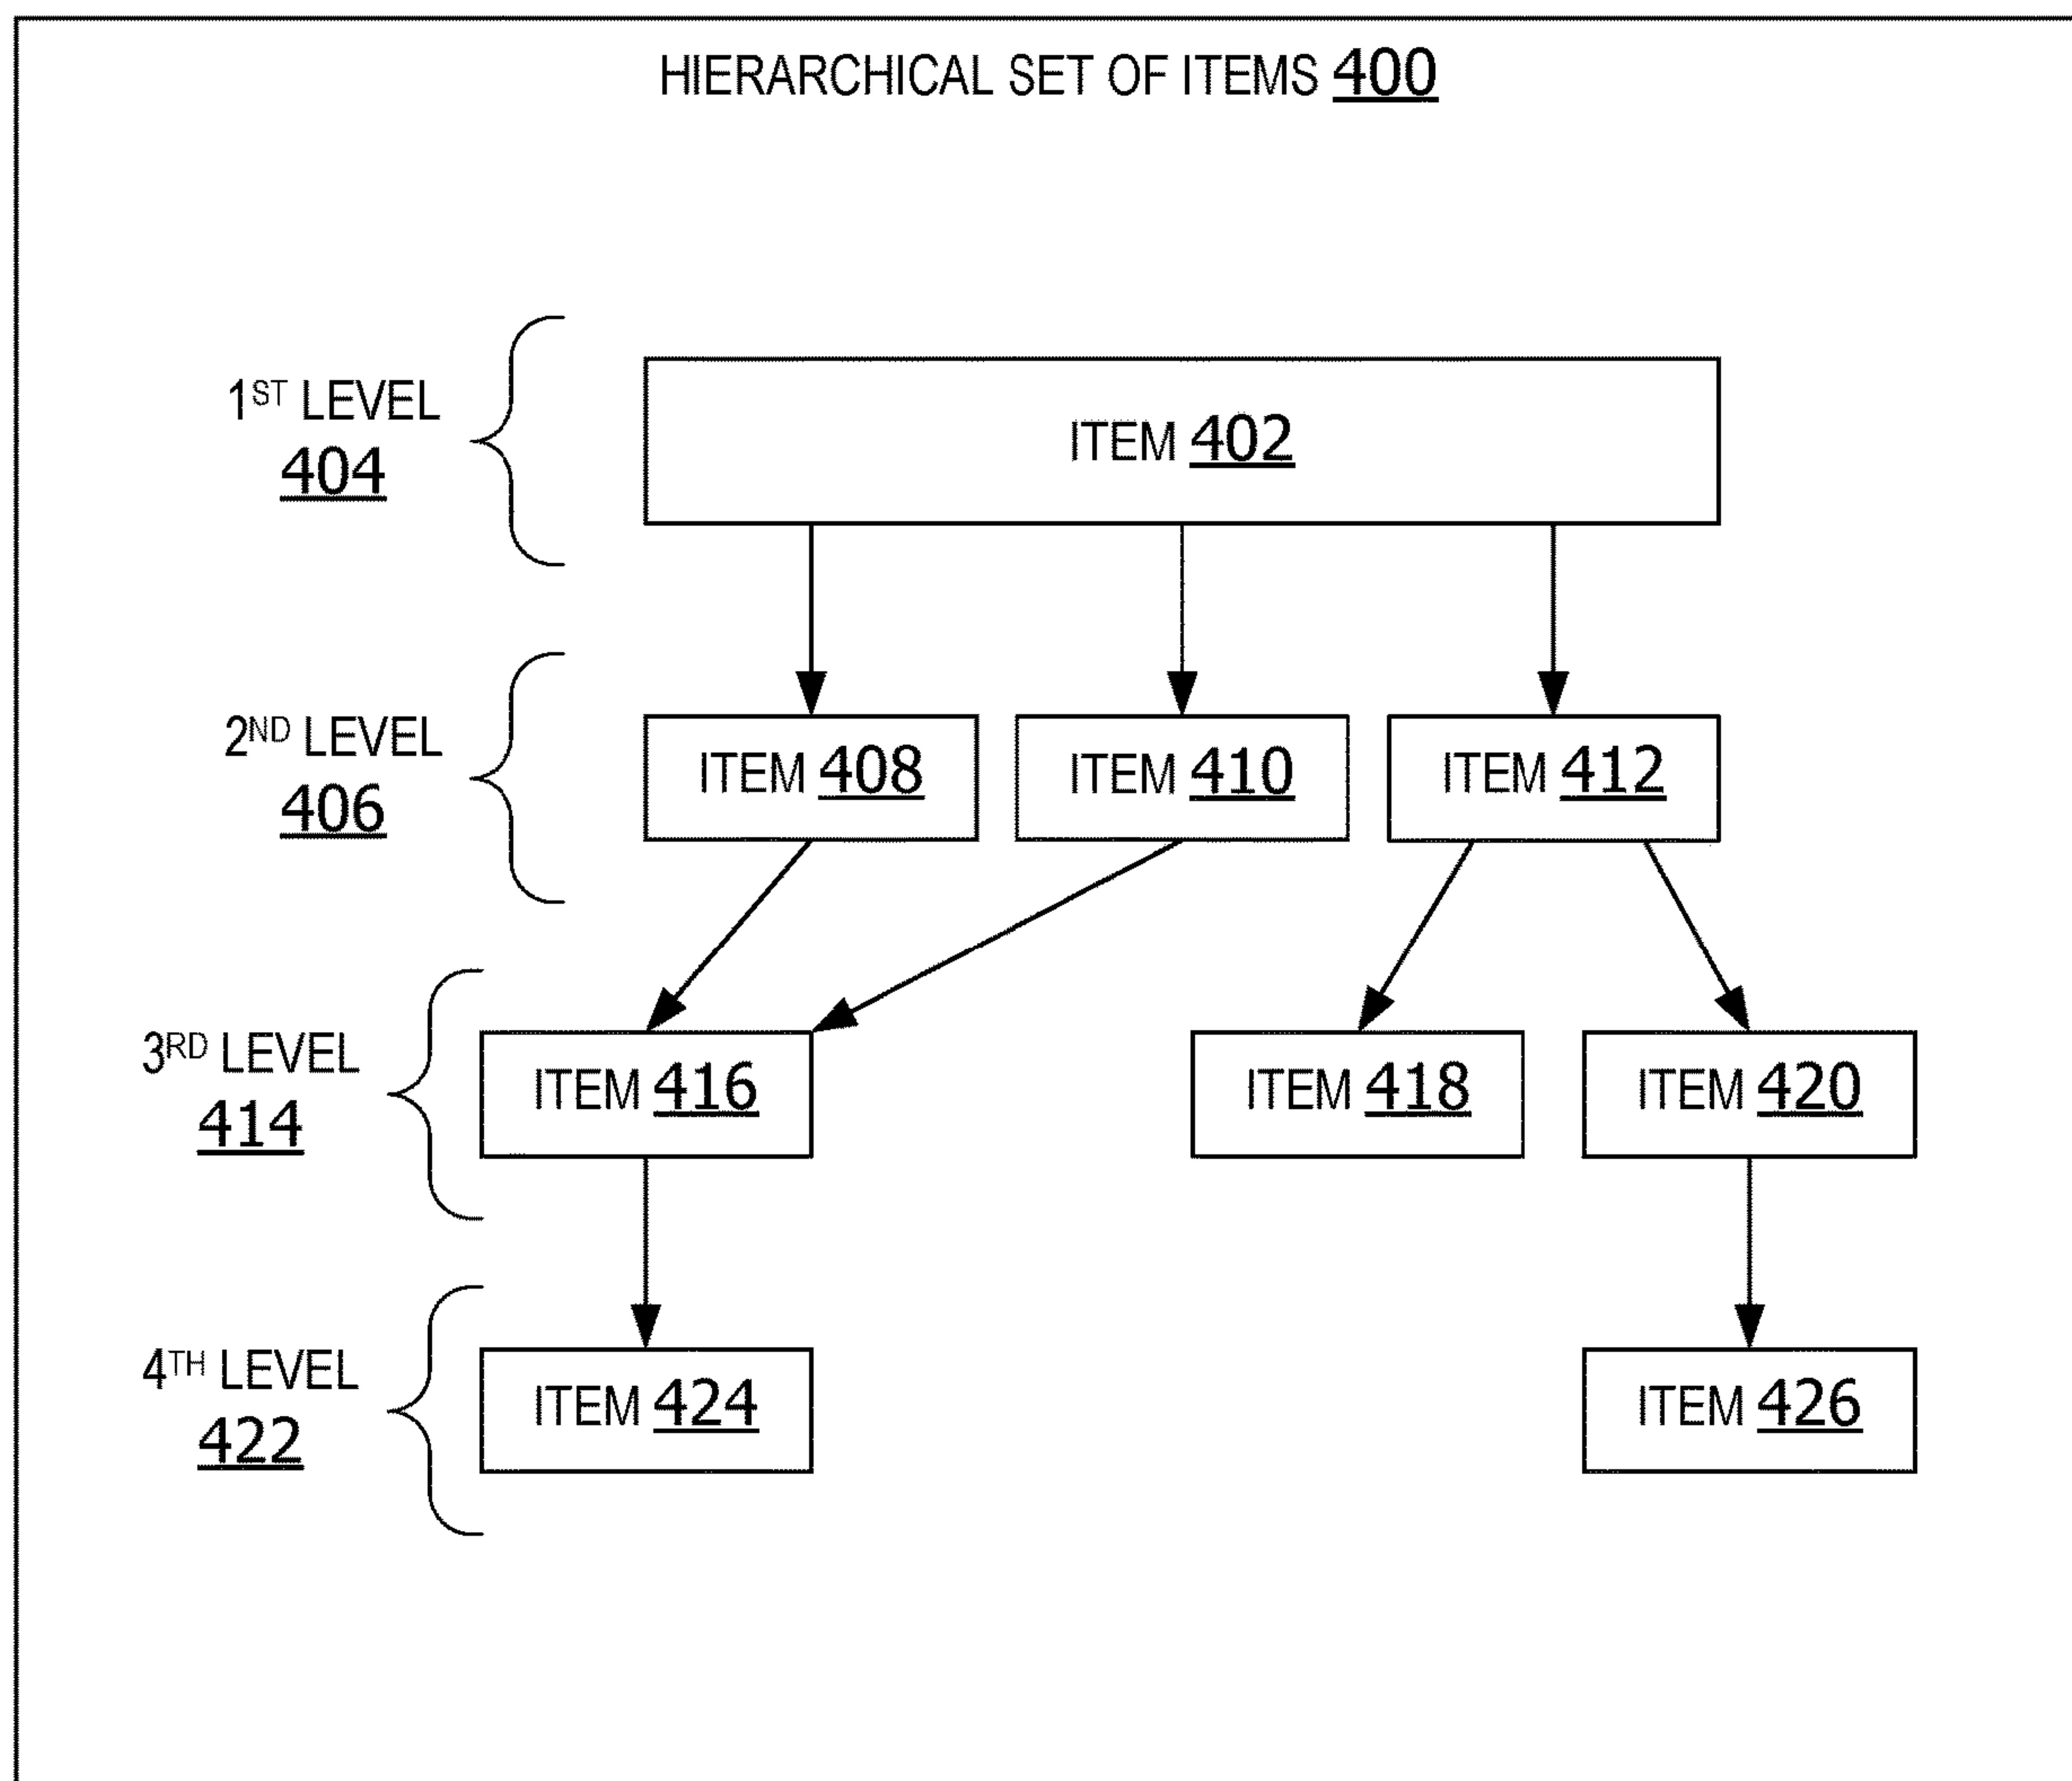 HIERARCHICAL SET OF ITEMS 400
1ST LEVEL
404
ITEM 402
2ND LEVEL
406
ITEM 408
ITEM 410
ITEM 412
3RD LEVEL
414
ITEM 416
ITEM 418
ITEM 420
4TH LEVEL
422
ITEM 424
ITEM 426